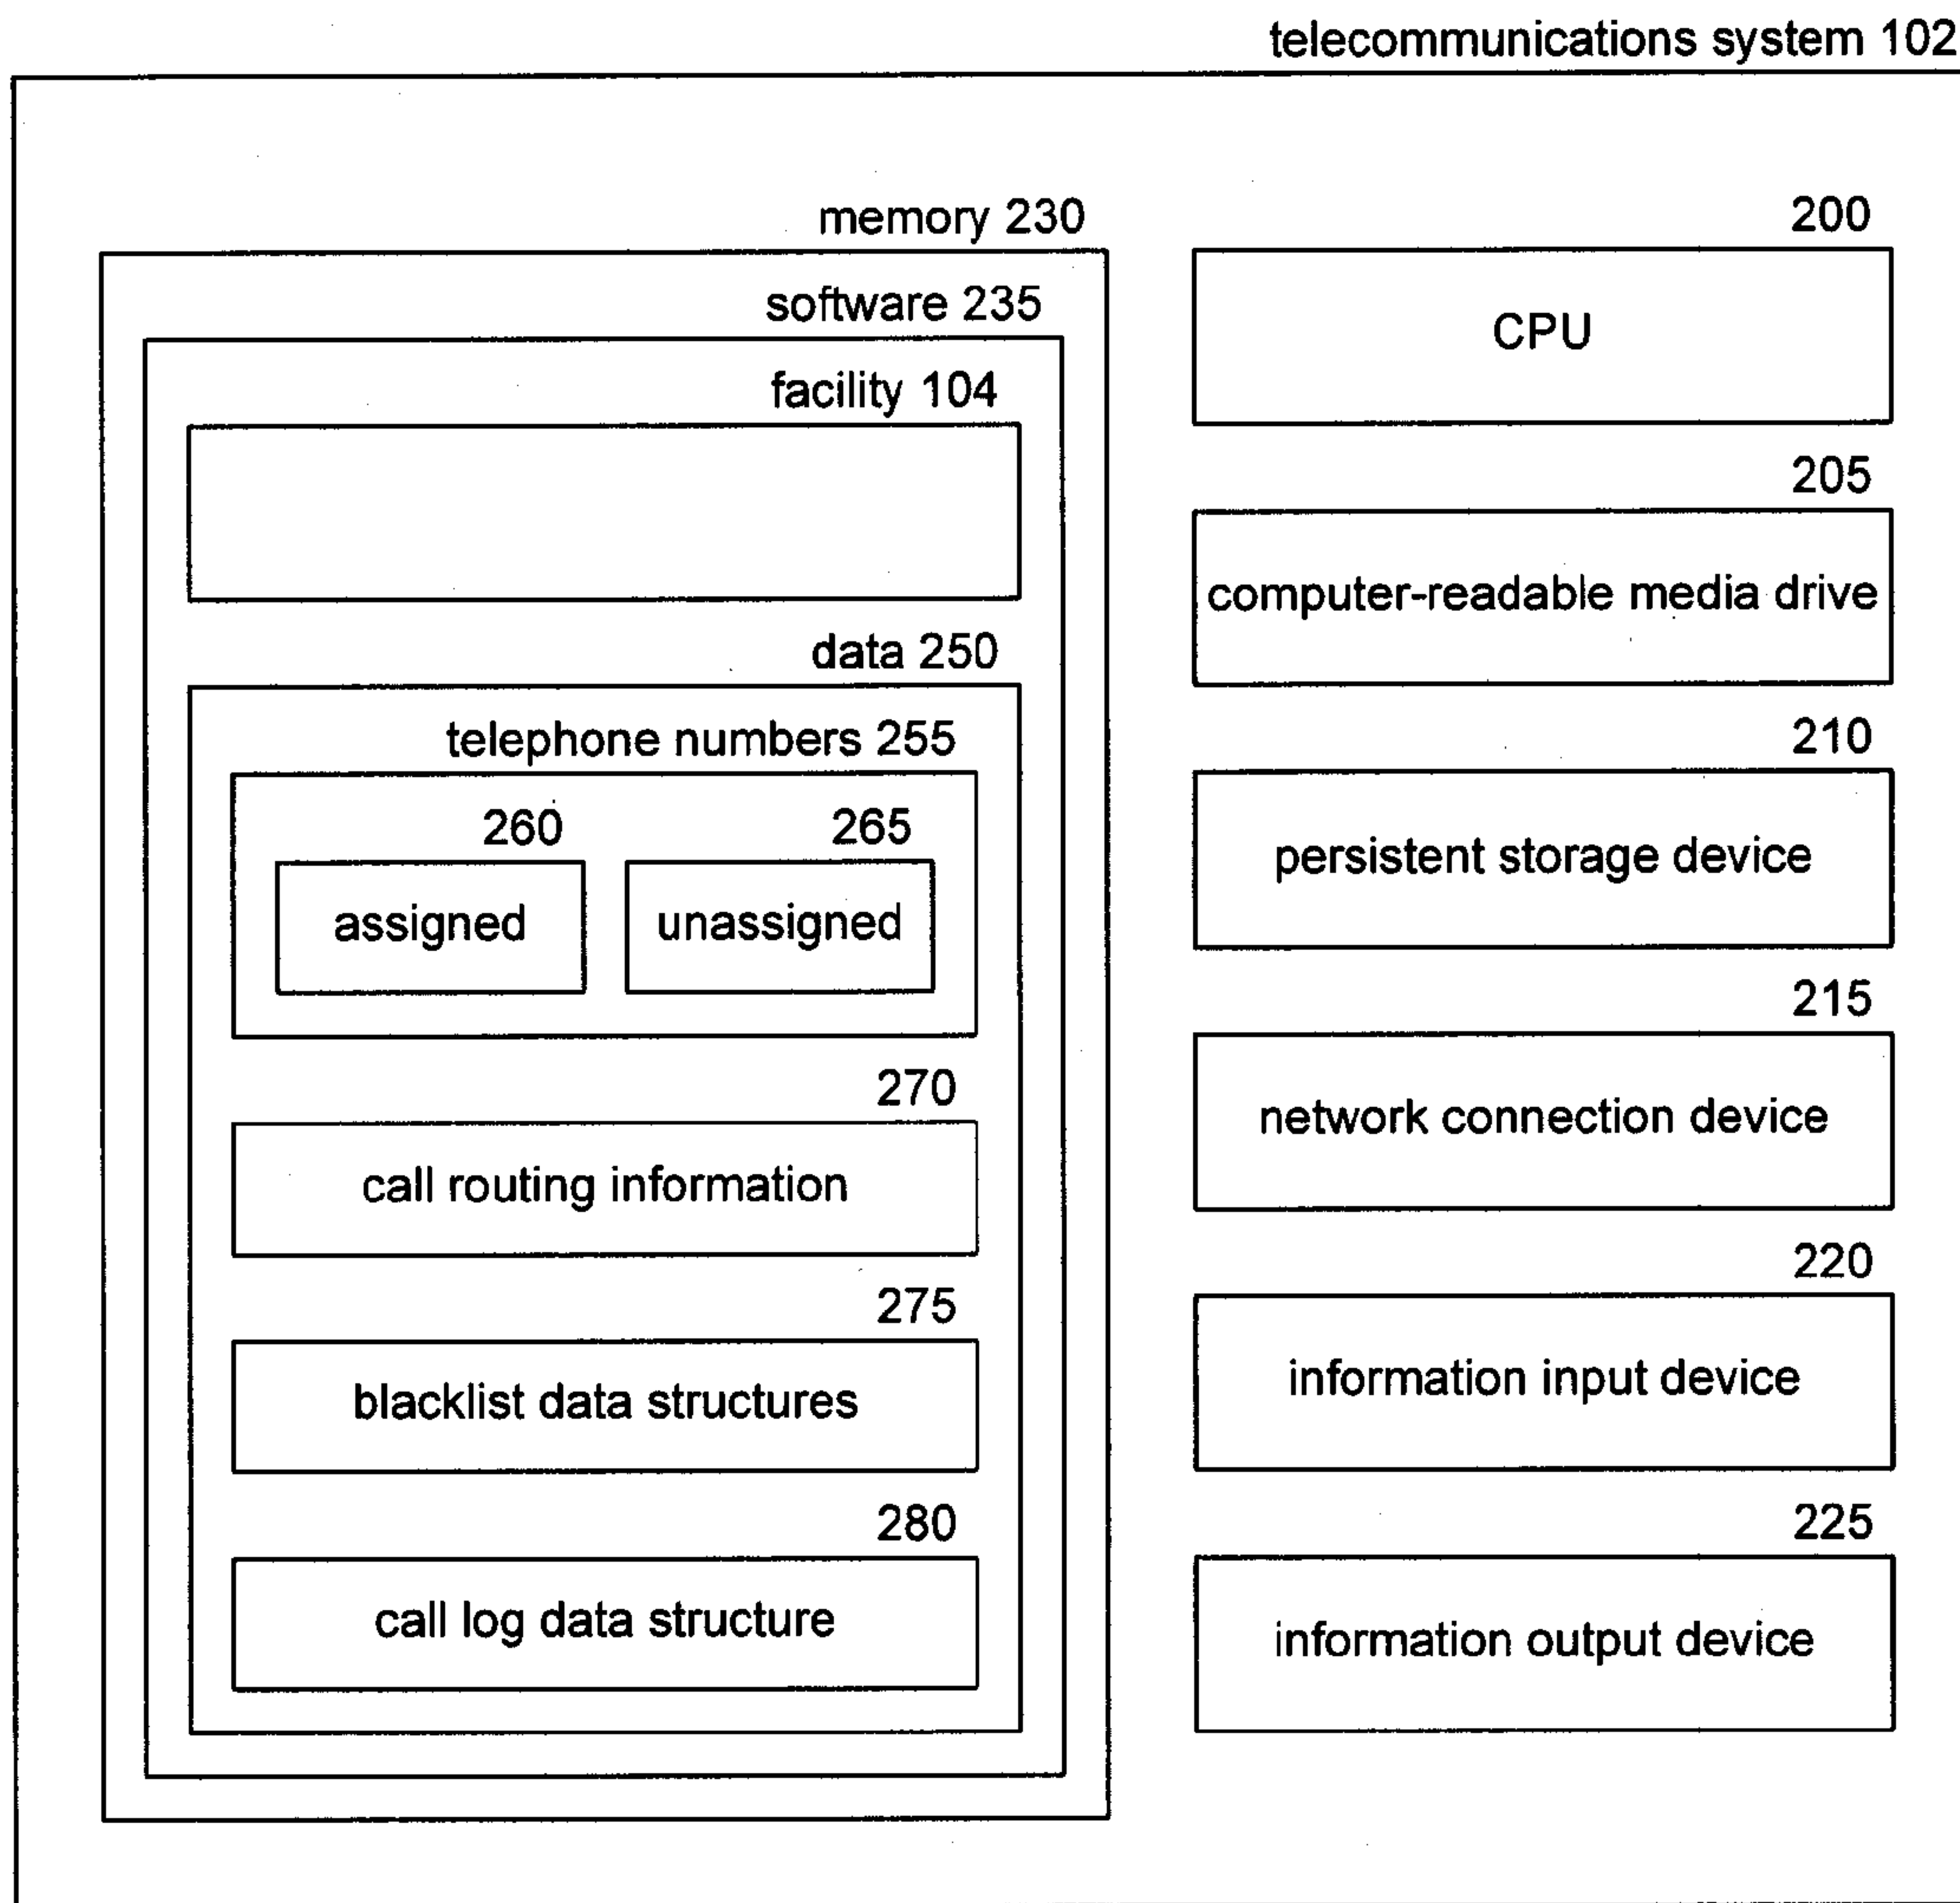 telecommunications system 102
memory 230
software 235
facility 104
data 250
telephone numbers 255
260
265
assigned
unassigned
270
call routing information
275
blacklist data structures
280
call log data structure
200
CPU
205
computer-readable media drive
210
persistent storage device
215
network connection device
220
information input device
225
information output device